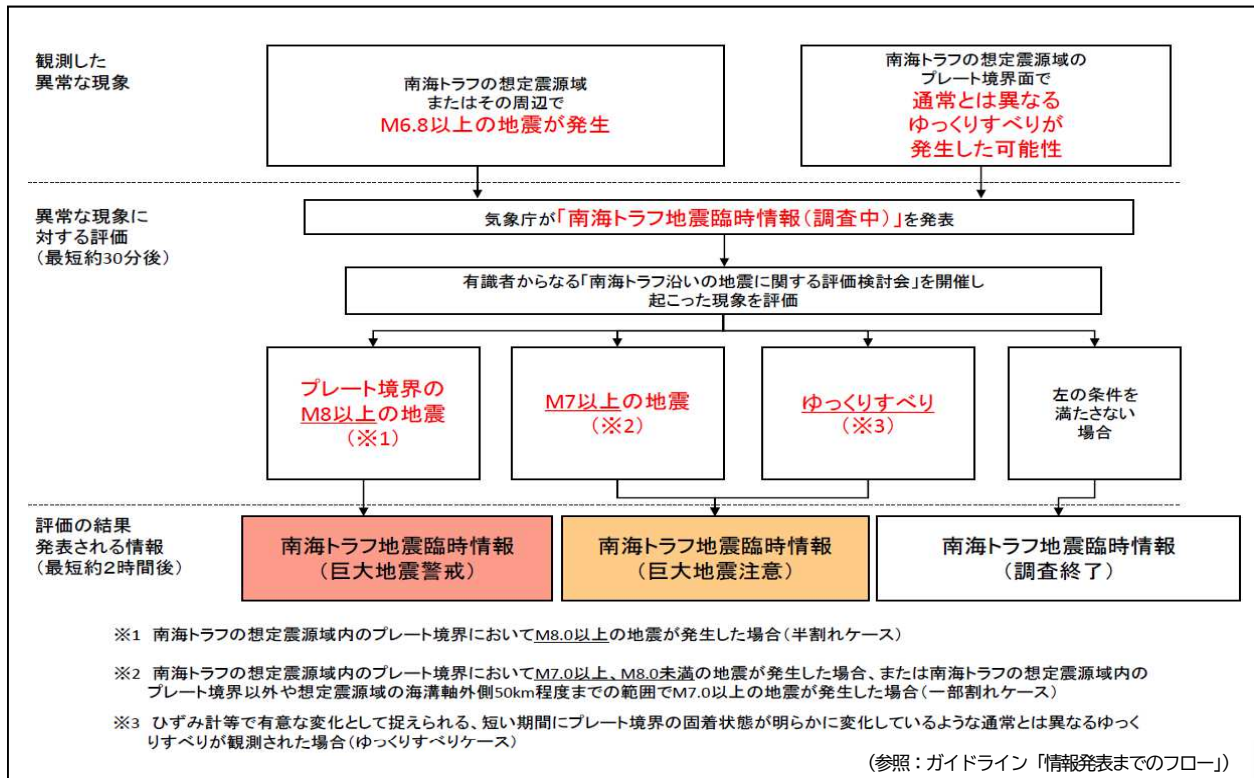 観測した
異常な現象
南海トラフの想定震源域
またはその周辺で
M6.8以上の地震が発生
南海トラフの想定震源域の
プレート境界面で
通常とは異なる
ゆっくりすべりが
発生した可能性
異常な現象に
対する評価
(最短約30分後)
気象庁が「南海トラフ地震臨時情報(調査中)」を発表
有識者からなる「南海トラフ沿いの地震に関する評価検討会」を開催し
起こった現象を評価
プレート境界の
M8以上の地震
(※1)
M7以上の地震
(※2)
ゆっくりすべり
(※3)
左の条件を
満たさない
場合
評価の結果
発表される情報
(最短約2時間後)
南海トラフ地震臨時情報
(巨大地震警戒)
南海トラフ地震臨時情報
(巨大地震注意)
南海トラフ地震臨時情報
(調査終了)
※1 南海トラフの想定震源域内のプレート境界においてM8.0以上の地震が発生した場合(半割れケース)
※2 南海トラフの想定震源域内のプレート境界においてM7.0以上、M8.0未満の地震が発生した場合、または南海トラフの想定震源域内の
プレート境界以外や想定震源域の海溝軸外側50km程度までの範囲でM7.0以上の地震が発生した場合(一部割れケース)
※3 ひずみ計等で有意な変化として捉えられる、短い期間にプレート境界の固着状態が明らかに変化しているような通常とは異なるゆっく
りすべりが観測された場合(ゆっくりすべりケース)
(参照:ガイドライン「情報発表までのフロー」)